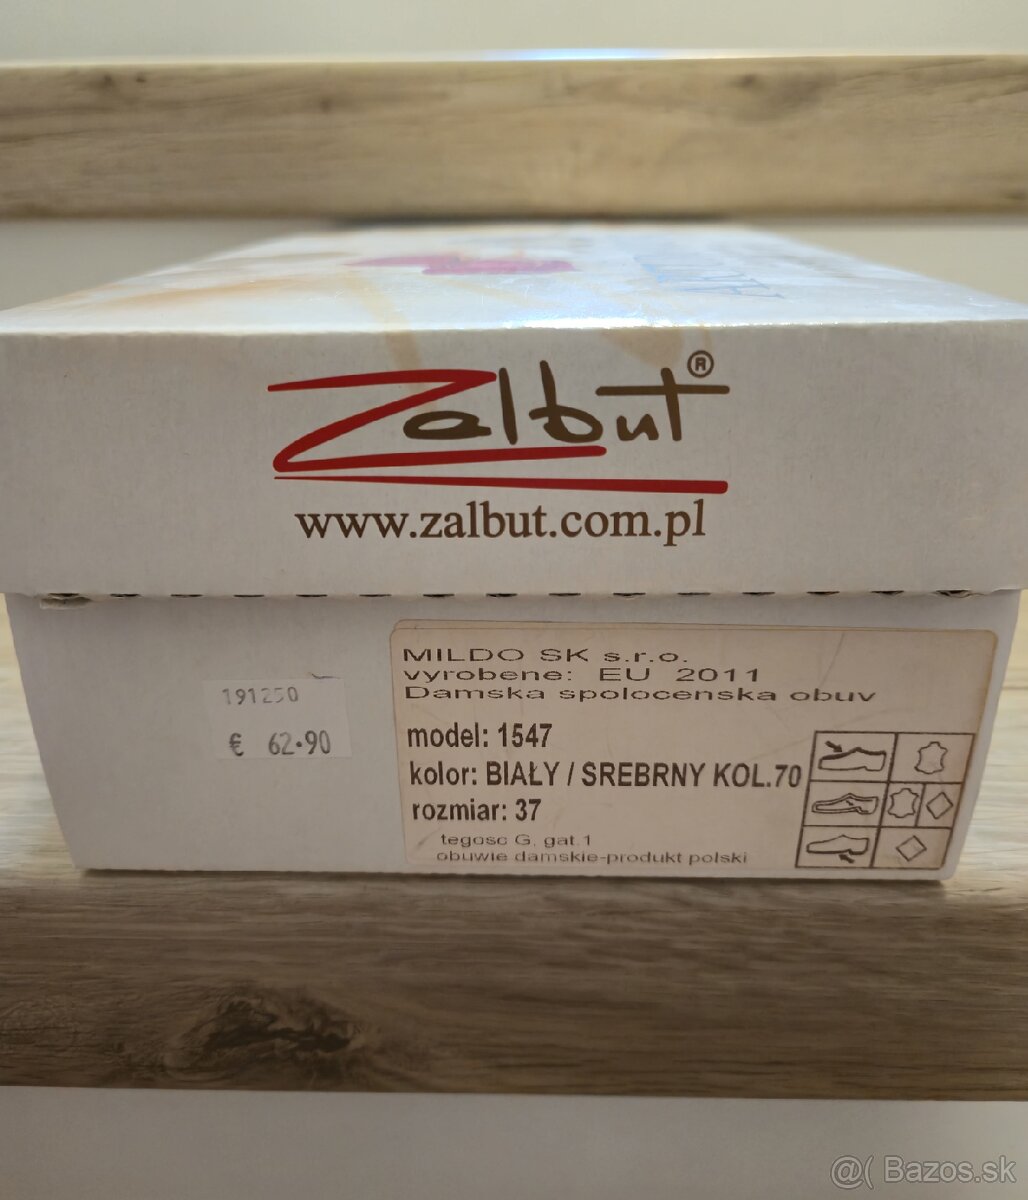 Zalbut®
www.zalbut.com.pl
191250
€ 62.90
MILDO SK s.r.o.
vyrobene: EU 2011
Damska spolocenska obuv
model: 1547
kolor: BIAŁY / SREBRNY KOL.70
rozmiar: 37
tegosc G, gat.1
obuwie damskie-produkt polski
@( Bazos.sk